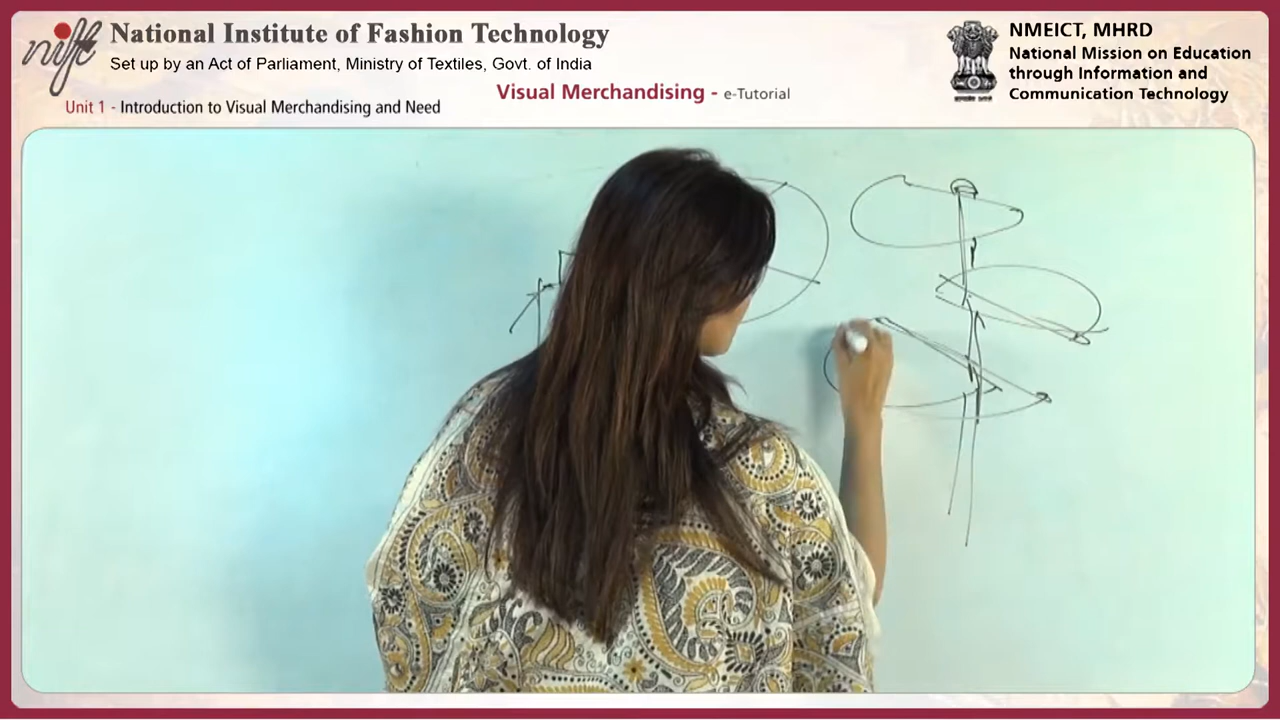 nift
National Institute of Fashion Technology
Set up by an Act of Parliament, Ministry of Textiles, Govt. of India
Visual Merchandising - e-Tutorial
Unit 1 - Introduction to Visual Merchandising and Need
NMEICT, MHRD
National Mission on Education
through Information and
Communication Technology